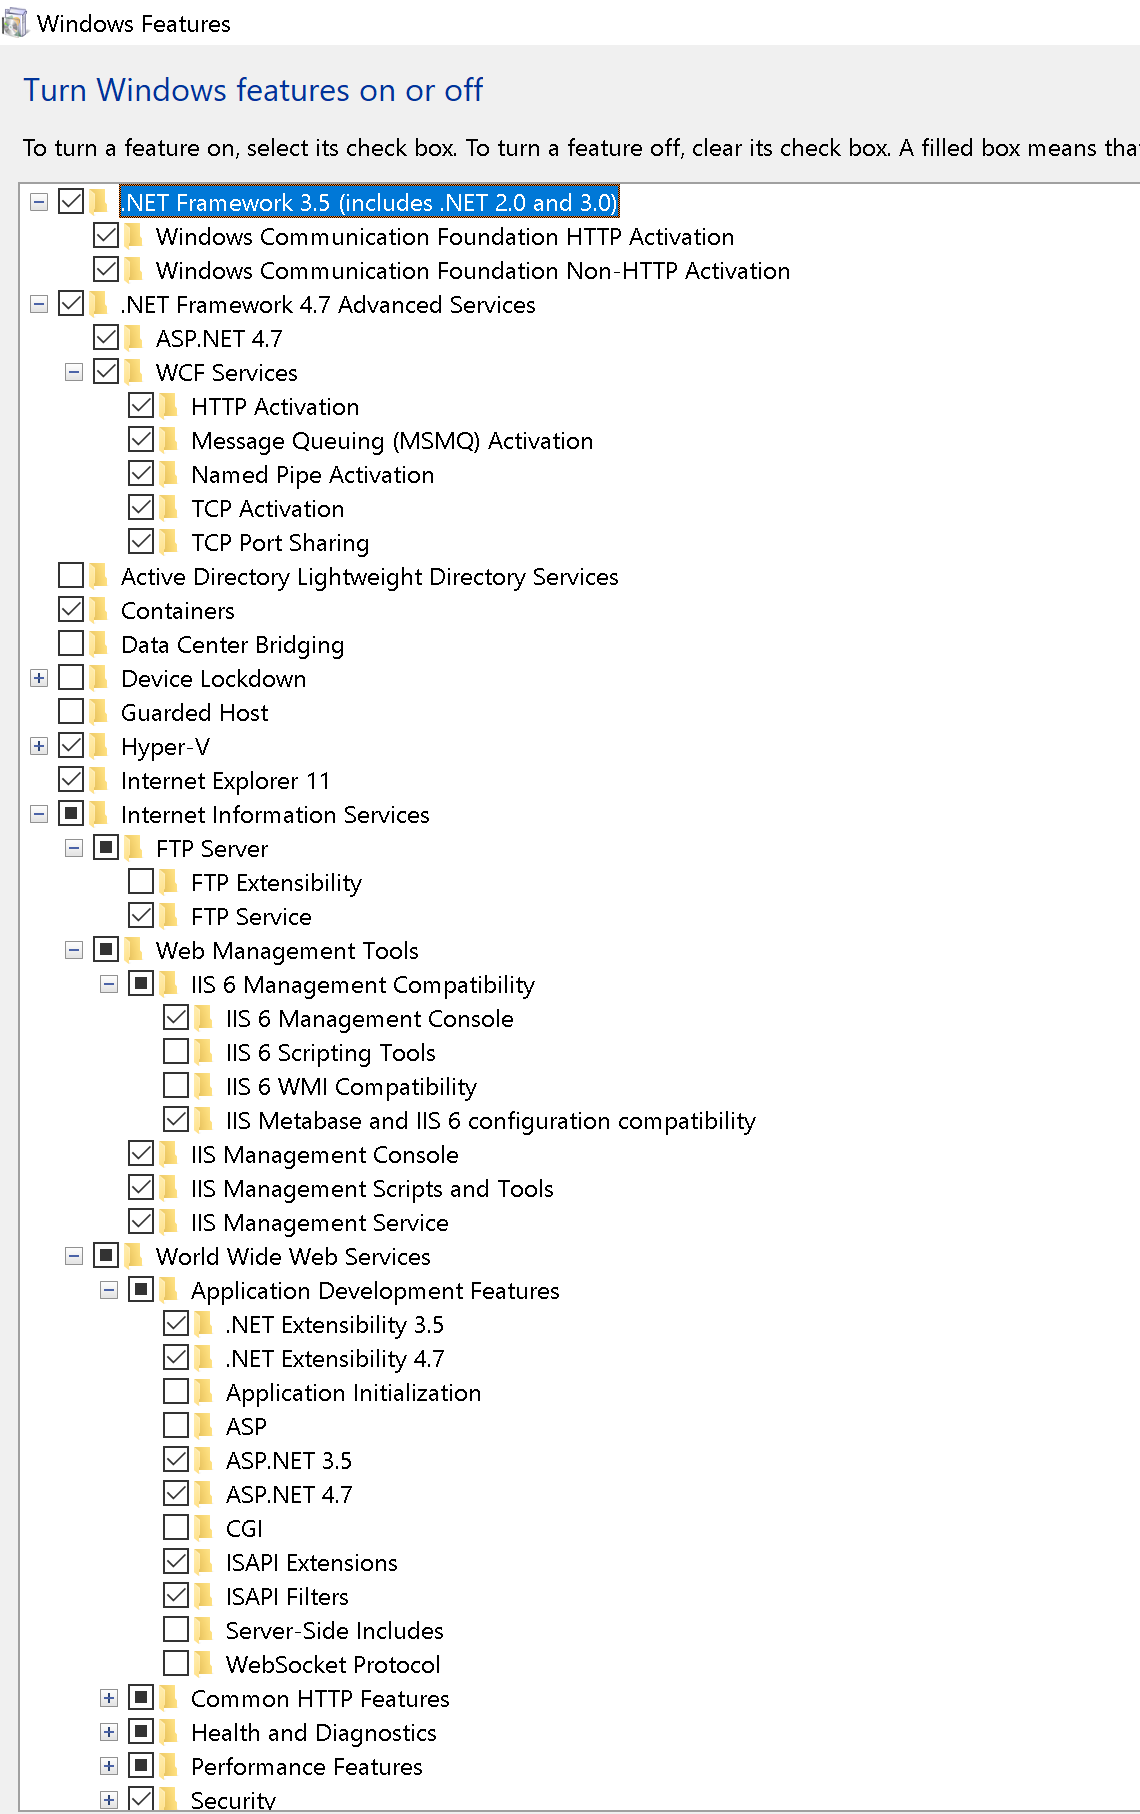 Windows Features
Turn Windows features on or off
To turn a feature on, select its check box. To turn a feature off, clear its check box. A filled box means that
.NET Framework 3.5 (includes .NET 2.0 and 3.0)
Windows Communication Foundation HTTP Activation
Windows Communication Foundation Non-HTTP Activation
.NET Framework 4.7 Advanced Services
ASP.NET 4.7
WCF Services
HTTP Activation
Message Queuing (MSMQ) Activation
Named Pipe Activation
TCP Activation
TCP Port Sharing
Active Directory Lightweight Directory Services
Containers
Data Center Bridging
Device Lockdown
Guarded Host
Hyper-V
Internet Explorer 11
Internet Information Services
FTP Server
FTP Extensibility
FTP Service
Web Management Tools
IIS 6 Management Compatibility
IIS 6 Management Console
IIS 6 Scripting Tools
IIS 6 WMI Compatibility
IIS Metabase and IIS 6 configuration compatibility
IIS Management Console
IIS Management Scripts and Tools
IIS Management Service
World Wide Web Services
Application Development Features
.NET Extensibility 3.5
.NET Extensibility 4.7
Application Initialization
ASP
ASP.NET 3.5
ASP.NET 4.7
CGI
ISAPI Extensions
ISAPI Filters
Server-Side Includes
WebSocket Protocol
Common HTTP Features
Health and Diagnostics
Performance Features
Security